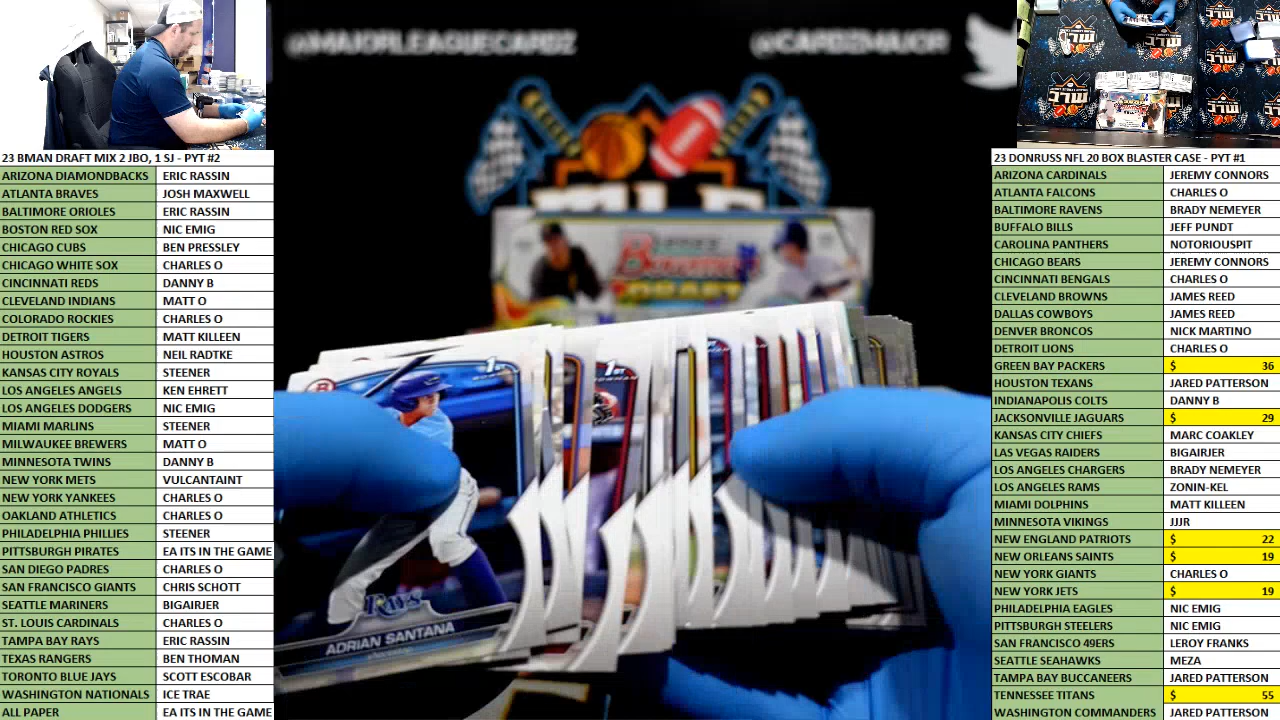 @MAJORLEAGUECARDZ
@CARDZMAJOR
23 BMAN DRAFT MIX 2 JBO, 1 SJ - PYT #2
ARIZONA DIAMONDBACKS ERIC RASSIN
ATLANTA BRAVES JOSH MAXWELL
BALTIMORE ORIOLES ERIC RASSIN
BOSTON RED SOX NIC EMIG
CHICAGO CUBS BEN PRESSLEY
CHICAGO WHITE SOX CHARLES O
CINCINNATI REDS DANNY B
CLEVELAND INDIANS MATT O
COLORADO ROCKIES CHARLES O
DETROIT TIGERS MATT KILLEEN
HOUSTON ASTROS NEIL RADTKE
KANSAS CITY ROYALS STEENER
LOS ANGELES ANGELS KEN EHRETT
LOS ANGELES DODGERS NIC EMIG
MIAMI MARLINS STEENER
MILWAUKEE BREWERS MATT O
MINNESOTA TWINS DANNY B
NEW YORK METS VULCANTAINT
NEW YORK YANKEES CHARLES O
OAKLAND ATHLETICS CHARLES O
PHILADELPHIA PHILLIES STEENER
PITTSBURGH PIRATES EA ITS IN THE GAME
SAN DIEGO PADRES CHARLES O
SAN FRANCISCO GIANTS CHRIS SCHOTT
SEATTLE MARINERS BIGAIRJER
ST. LOUIS CARDINALS CHARLES O
TAMPA BAY RAYS ERIC RASSIN
TEXAS RANGERS BEN THOMAN
TORONTO BLUE JAYS SCOTT ESCOBAR
WASHINGTON NATIONALS ICE TRAE
ALL PAPER EA ITS IN THE GAME
Bowman
DRAFT
1st
1st
Rays
ADRIAN SANTANA
23 DONRUSS NFL 20 BOX BLASTER CASE - PYT #1
ARIZONA CARDINALS JEREMY CONNORS
ATLANTA FALCONS CHARLES O
BALTIMORE RAVENS BRADY NEMEYER
BUFFALO BILLS JEFF PUNDT
CAROLINA PANTHERS NOTORIOUSPIT
CHICAGO BEARS JEREMY CONNORS
CINCINNATI BENGALS CHARLES O
CLEVELAND BROWNS JAMES REED
DALLAS COWBOYS JAMES REED
DENVER BRONCOS NICK MARTINO
DETROIT LIONS CHARLES O
GREEN BAY PACKERS $ 36
HOUSTON TEXANS JARED PATTERSON
INDIANAPOLIS COLTS DANNY B
JACKSONVILLE JAGUARS $ 29
KANSAS CITY CHIEFS MARC COAKLEY
LAS VEGAS RAIDERS BIGAIRJER
LOS ANGELES CHARGERS BRADY NEMEYER
LOS ANGELES RAMS ZONIN-KEL
MIAMI DOLPHINS MATT KILLEEN
MINNESOTA VIKINGS JJJR
NEW ENGLAND PATRIOTS $ 22
NEW ORLEANS SAINTS $ 19
NEW YORK GIANTS CHARLES O
NEW YORK JETS $ 19
PHILADELPHIA EAGLES NIC EMIG
PITTSBURGH STEELERS NIC EMIG
SAN FRANCISCO 49ERS LEROY FRANKS
SEATTLE SEAHAWKS MEZA
TAMPA BAY BUCCANEERS JARED PATTERSON
TENNESSEE TITANS $ 55
WASHINGTON COMMANDERS JARED PATTERSON